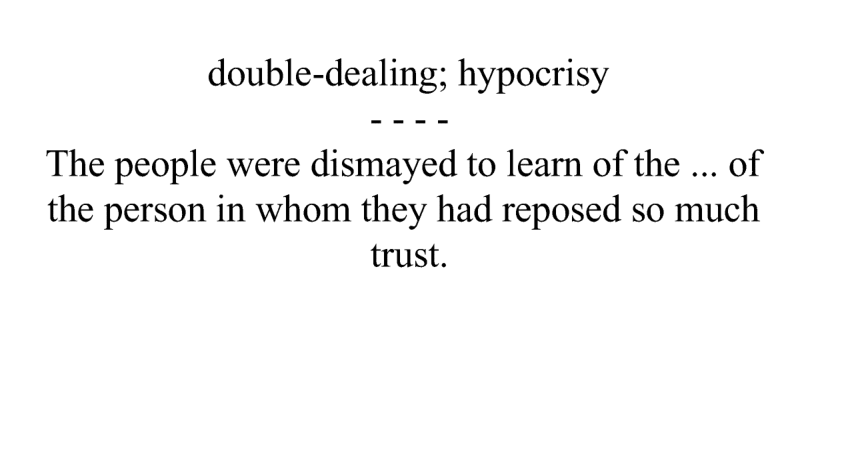 double-dealing; hypocrisy
- - - -
The people were dismayed to learn of the ... of
the person in whom they had reposed so much
trust.